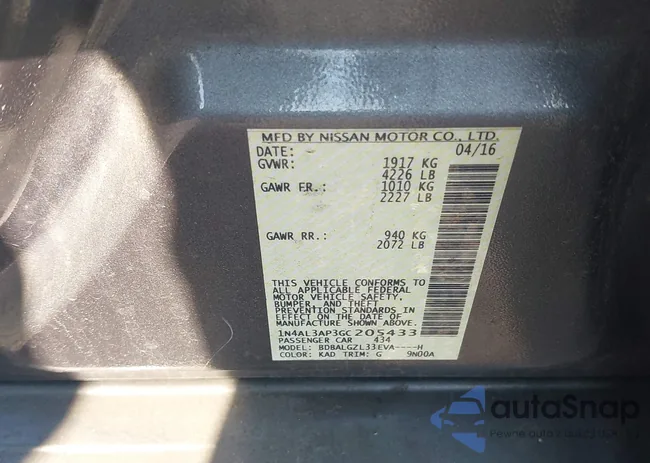 MFD BY NISSAN MOTOR CO., LTD.
DATE: 04/16
GVWR: 1917 KG
4226 LB
GAWR FR.: 1010 KG
2227 LB
GAWR RR.: 940 KG
2072 LB
THIS VEHICLE CONFORMS TO
ALL APPLICABLE FEDERAL
MOTOR VEHICLE SAFETY,
BUMPER, AND THEFT
PREVENTION STANDARDS IN
EFFECT ON THE DATE OF
MANUFACTURE SHOWN ABOVE.
1N4AL3AP3GC205433
PASSENGER CAR 434
MODEL: BDBALGZL33EVA----H
COLOR: KAD TRIM: G 9N00A
autoSnap
Pewne auta